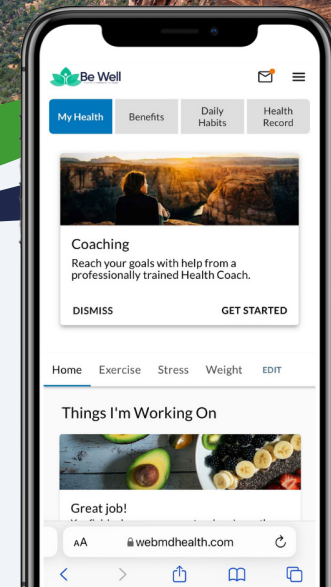 Be Well
My Health
Benefits
Daily
Habits
Health
Record
Coaching
Reach your goals with help from a
professionally trained Health Coach.
DISMISS
GET STARTED
Home Exercise Stress Weight EDIT
Things I'm Working On
Great job!
AA webmdhealth.com